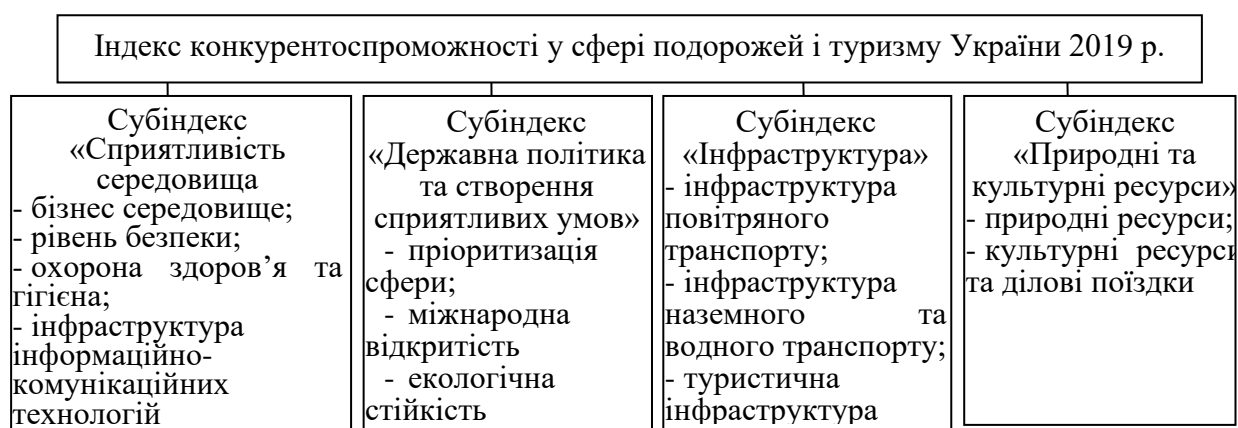 Індекс конкурентоспроможності у сфері подорожей і туризму України 2019 р.
Субіндекс
«Сприятливість
середовища
- бізнес середовище;
- рівень безпеки;
- охорона здоров’я та
гігієна;
- інфраструктура
інформаційно-
комунікаційних
технологій
Субіндекс
«Державна політика
та створення
сприятливих умов»
- пріоритизація
сфери;
- міжнародна
відкритість
- екологічна
стійкість
Субіндекс
«Інфраструктура»
- інфраструктура
повітряного
транспорту;
- інфраструктура
наземного та
водного транспорту;
- туристична
інфраструктура
Субіндекс
«Природні та
культурні ресурси»
- природні ресурси;
- культурні ресурси
та ділові поїздки